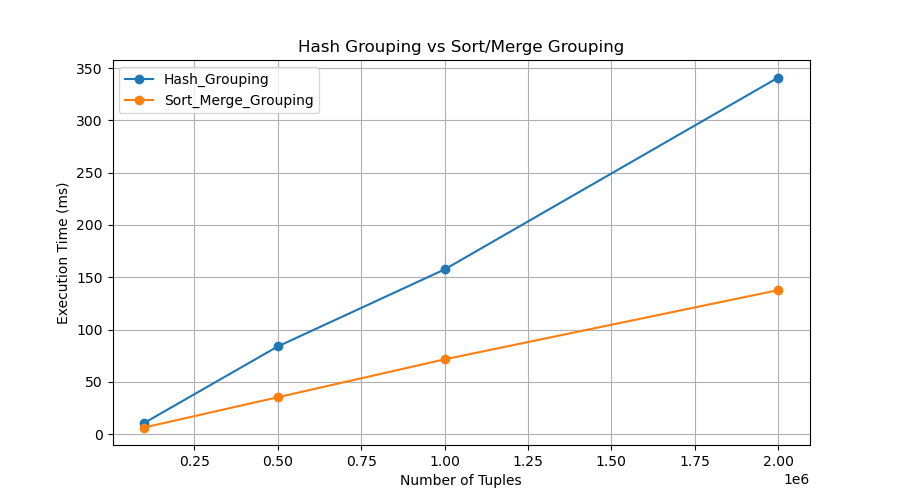 Hash Grouping vs Sort/Merge Grouping
Hash_Grouping
Sort_Merge_Grouping
Execution Time (ms)
350
300
250
200
150
100
50
0
0.25 0.50 0.75 1.00 1.25 1.50 1.75 2.00
1e6
Number of Tuples